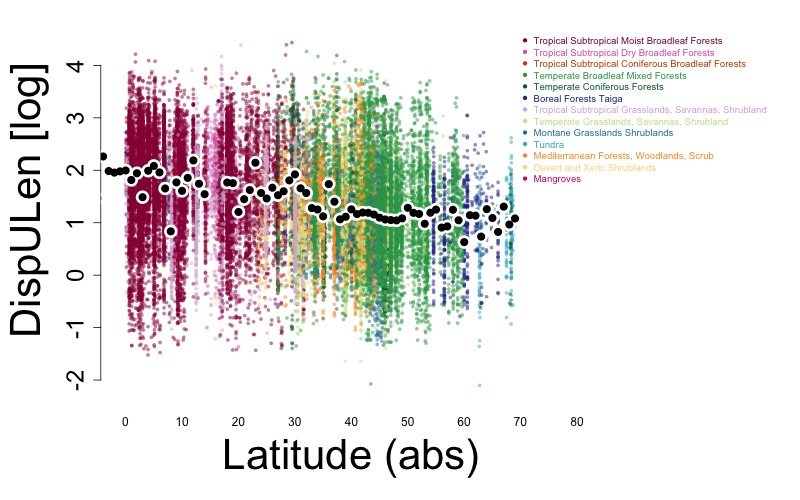 Tropical Subtropical Moist Broadleaf Forests
Tropical Subtropical Dry Broadleaf Forests
Tropical Subtropical Coniferous Broadleaf Forests
Temperate Broadleaf Mixed Forests
Temperate Coniferous Forests
Boreal Forests Taiga
Tropical Subtropical Grasslands, Savannas, Shrubland
Temperate Grasslands, Savannas, Shrubland
Montane Grasslands Shrublands
Tundra
Mediterranean Forests, Woodlands, Scrub
Desert and Xeric Shrublands
Mangroves
DispULen [log]
4
3
2
1
0
-1
-2
0 10 20 30 40 50 60 70 80
Latitude (abs)